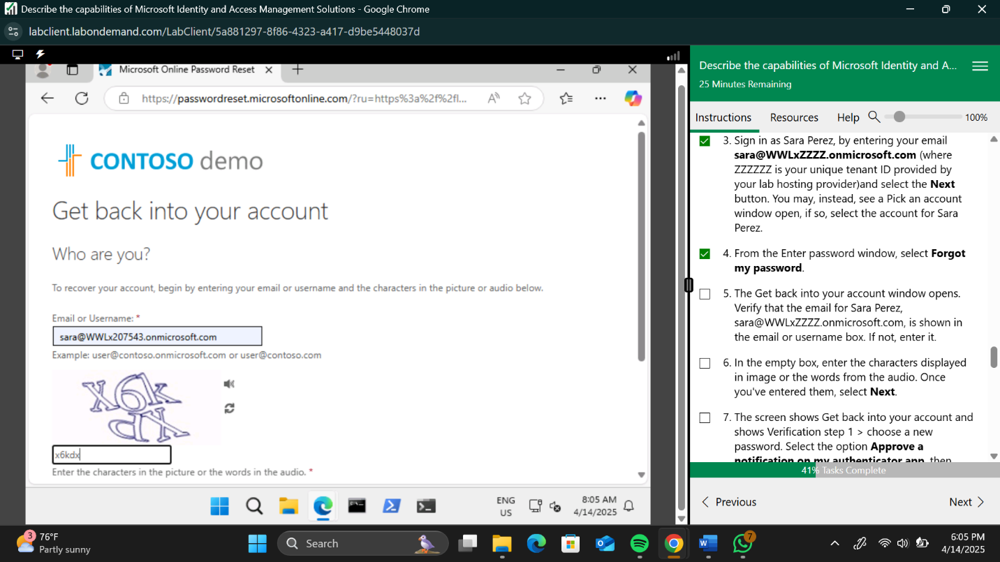 Describe the capabilities of Microsoft Identity and Access Management Solutions - Google Chrome
labclient.labondemand.com/LabClient/5a881297-8f86-4323-a417-d9be5448037d
Microsoft Online Password Reset
https://passwordreset.microsoftonline.com/?ru=https%3a%2f%2fl...
CONTOSO demo
Get back into your account
Who are you?
To recover your account, begin by entering your email or username and the characters in the picture or audio below.
Email or Username: *
sara@WWLx207543.onmicrosoft.com
Example: user@contoso.onmicrosoft.com or user@contoso.com
x6k
dx
x6kdx
Enter the characters in the picture or the words in the audio. *
ENG
US
8:05 AM
4/14/2025
Describe the capabilities of Microsoft Identity and A...
25 Minutes Remaining
Instructions
Resources
Help
100%
3. Sign in as Sara Perez, by entering your email
sara@WWLxZZZZ.onmicrosoft.com (where
ZZZZZZ is your unique tenant ID provided by
your lab hosting provider)and select the Next
button. You may, instead, see a Pick an account
window open, if so, select the account for Sara
Perez.
4. From the Enter password window, select Forgot
my password.
5. The Get back into your account window opens.
Verify that the email for Sara Perez,
sara@WWLxZZZZ.onmicrosoft.com, is shown in
the email or username box. If not, enter it.
6. In the empty box, enter the characters displayed
in image or the words from the audio. Once
you've entered them, select Next.
7. The screen shows Get back into your account and
shows Verification step 1 > choose a new
password. Select the option Approve a
notification on my authenticator app, then
41% Tasks Complete
Previous
Next
3
76°F
Partly sunny
Search
7
6:05 PM
4/14/2025